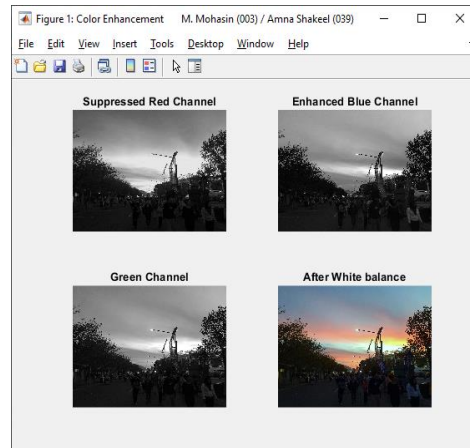 Figure 1: Color Enhancement M. Mohasin (003) / Amna Shakeel (039)
File Edit View Insert Tools Desktop Window Help
Suppressed Red Channel Enhanced Blue Channel
Green Channel After White balance